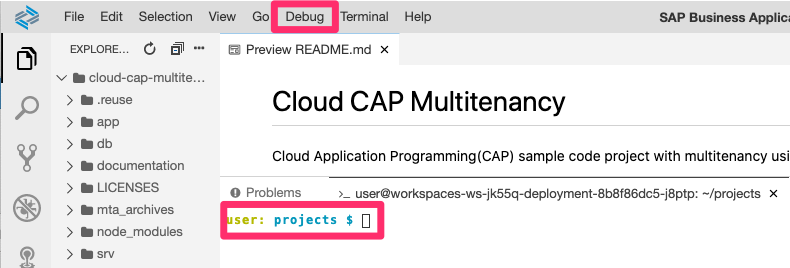 File Edit Selection View Go Debug Terminal Help SAP Business Applica
EXPLORE... Preview README.md
cloud-cap-multite...
.reuse
app
db
documentation
LICENSES
mta_archives
node_modules
srv
Cloud CAP Multitenancy
Cloud Application Programming(CAP) sample code project with multitenancy usi
Problems >_ user@workspaces-ws-jk55q-deployment-8b8f86dc5-j8ptp: ~/projects
user: projects $